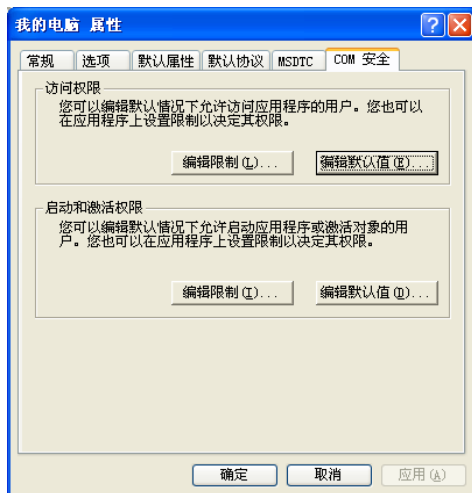 我的电脑 属性
常规 选项 默认属性 默认协议 MSDTC COM 安全
访问权限
您可以编辑默认情况下允许访问应用程序的用户。您也可以
在应用程序上设置限制以决定其权限。
编辑限制(L)... 编辑默认值(E)...
启动和激活权限
您可以编辑默认情况下允许启动应用程序或激活对象的用
户。您也可以在应用程序上设置限制以决定其权限。
编辑限制(I)... 编辑默认值(D)...
确定 取消 应用(A)